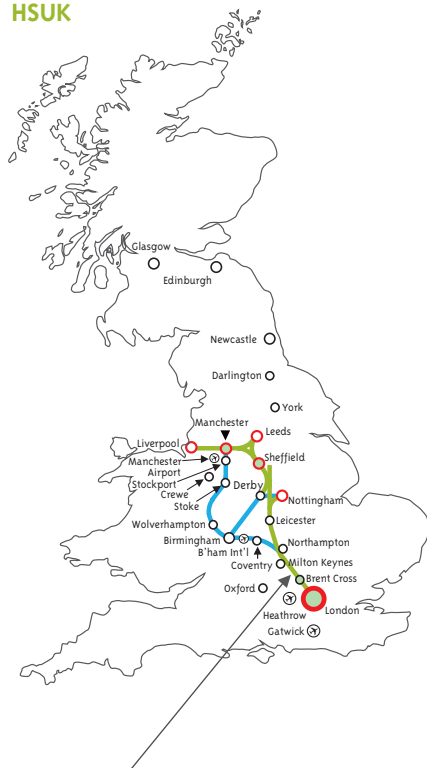 HSUK
Glasgow
Edinburgh
Newcastle
Darlington
York
Manchester
Leeds
Liverpool
Sheffield
Manchester
Airport
Stockport
Crewe
Stoke
Derby
Nottingham
Leicester
Wolverhampton
Birmingham
B'ham Int'l
Northampton
Coventry
Milton Keynes
Brent Cross
Oxford
London
Heathrow
Gatwick